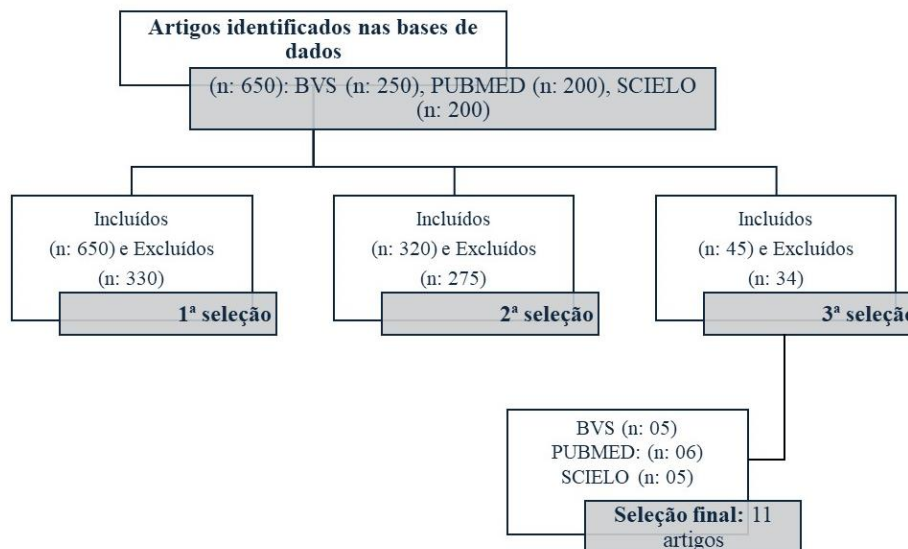 Artigos identificados nas bases de
dados
(n: 650): BVS (n: 250), PUBMED (n: 200), SCIELO
(n: 200)
Incluídos
(n: 650) e Excluídos
(n: 330)
1ª seleção
Incluídos
(n: 320) e Excluídos
(n: 275)
2ª seleção
Incluídos
(n: 45) e Excluídos
(n: 34)
3ª seleção
BVS (n: 05)
PUBMED: (n: 06)
SCIELO (n: 05)
Seleção final: 11
artigos